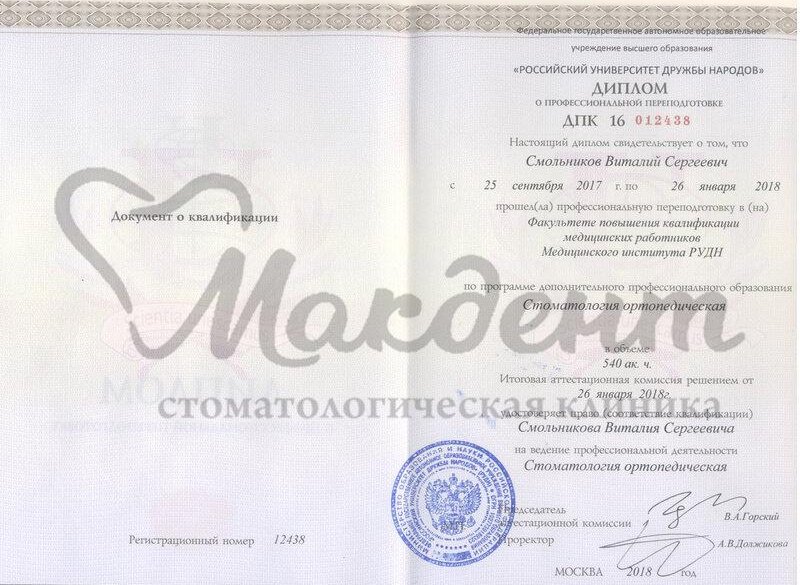 Документ о квалификации
Регистрационный номер 12438
Федеральное государственное автономное образовательное
учреждение высшего образования
«РОССИЙСКИЙ УНИВЕРСИТЕТ ДРУЖБЫ НАРОДОВ»
ДИПЛОМ
О ПРОФЕССИОНАЛЬНОЙ ПЕРЕПОДГОТОВКЕ
ДПК 16 012438
Настоящий диплом свидетельствует о том, что
Смольников Виталий Сергеевич
с 25 сентября 2017 г. по 26 января 2018
прошел(ла) профессиональную переподготовку в (на)
Факультете повышения квалификации
медицинских работников
Медицинского института РУДН
по программе дополнительного профессионального образования
Стоматология ортопедическая
в объеме
540 ак. ч.
Итоговая аттестационная комиссия решением от
26 января 2018г.
удостоверяет право (соответствие квалификации)
Смольникова Виталия Сергеевича
на ведение профессиональной деятельности
Стоматология ортопедическая
Председатель
аттестационной комиссии В.А.Горский
Директор А.В.Должикова
МОСКВА 2018 год
Макдент
стоматологическая клиника